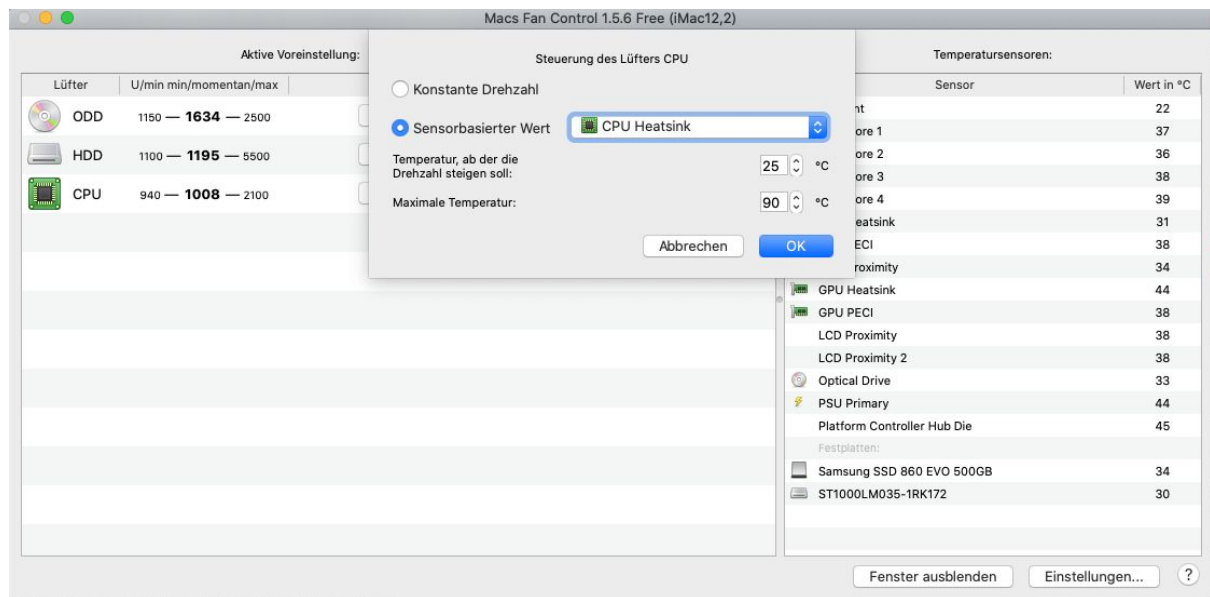 Macs Fan Control 1.5.6 Free (iMac12,2)
Aktive Voreinstellung:
Lüfter U/min min/momentan/max
ODD 1150 — 1634 — 2500
HDD 1100 — 1195 — 5500
CPU 940 — 1008 — 2100
Steuerung des Lüfters CPU
Konstante Drehzahl
Sensorbasierter Wert CPU Heatsink
Temperatur, ab der die
Drehzahl steigen soll: 25 °C
Maximale Temperatur: 90 °C
Abbrechen OK
Temperatursensoren:
Sensor Wert in °C
nt 22
ore 1 37
ore 2 36
ore 3 38
ore 4 39
eatsink 31
ECI 38
roximity 34
GPU Heatsink 44
GPU PECI 38
LCD Proximity 38
LCD Proximity 2 38
Optical Drive 33
PSU Primary 44
Platform Controller Hub Die 45
Festplatten:
Samsung SSD 860 EVO 500GB 34
ST1000LM035-1RK172 30
Fenster ausblenden Einstellungen... ?